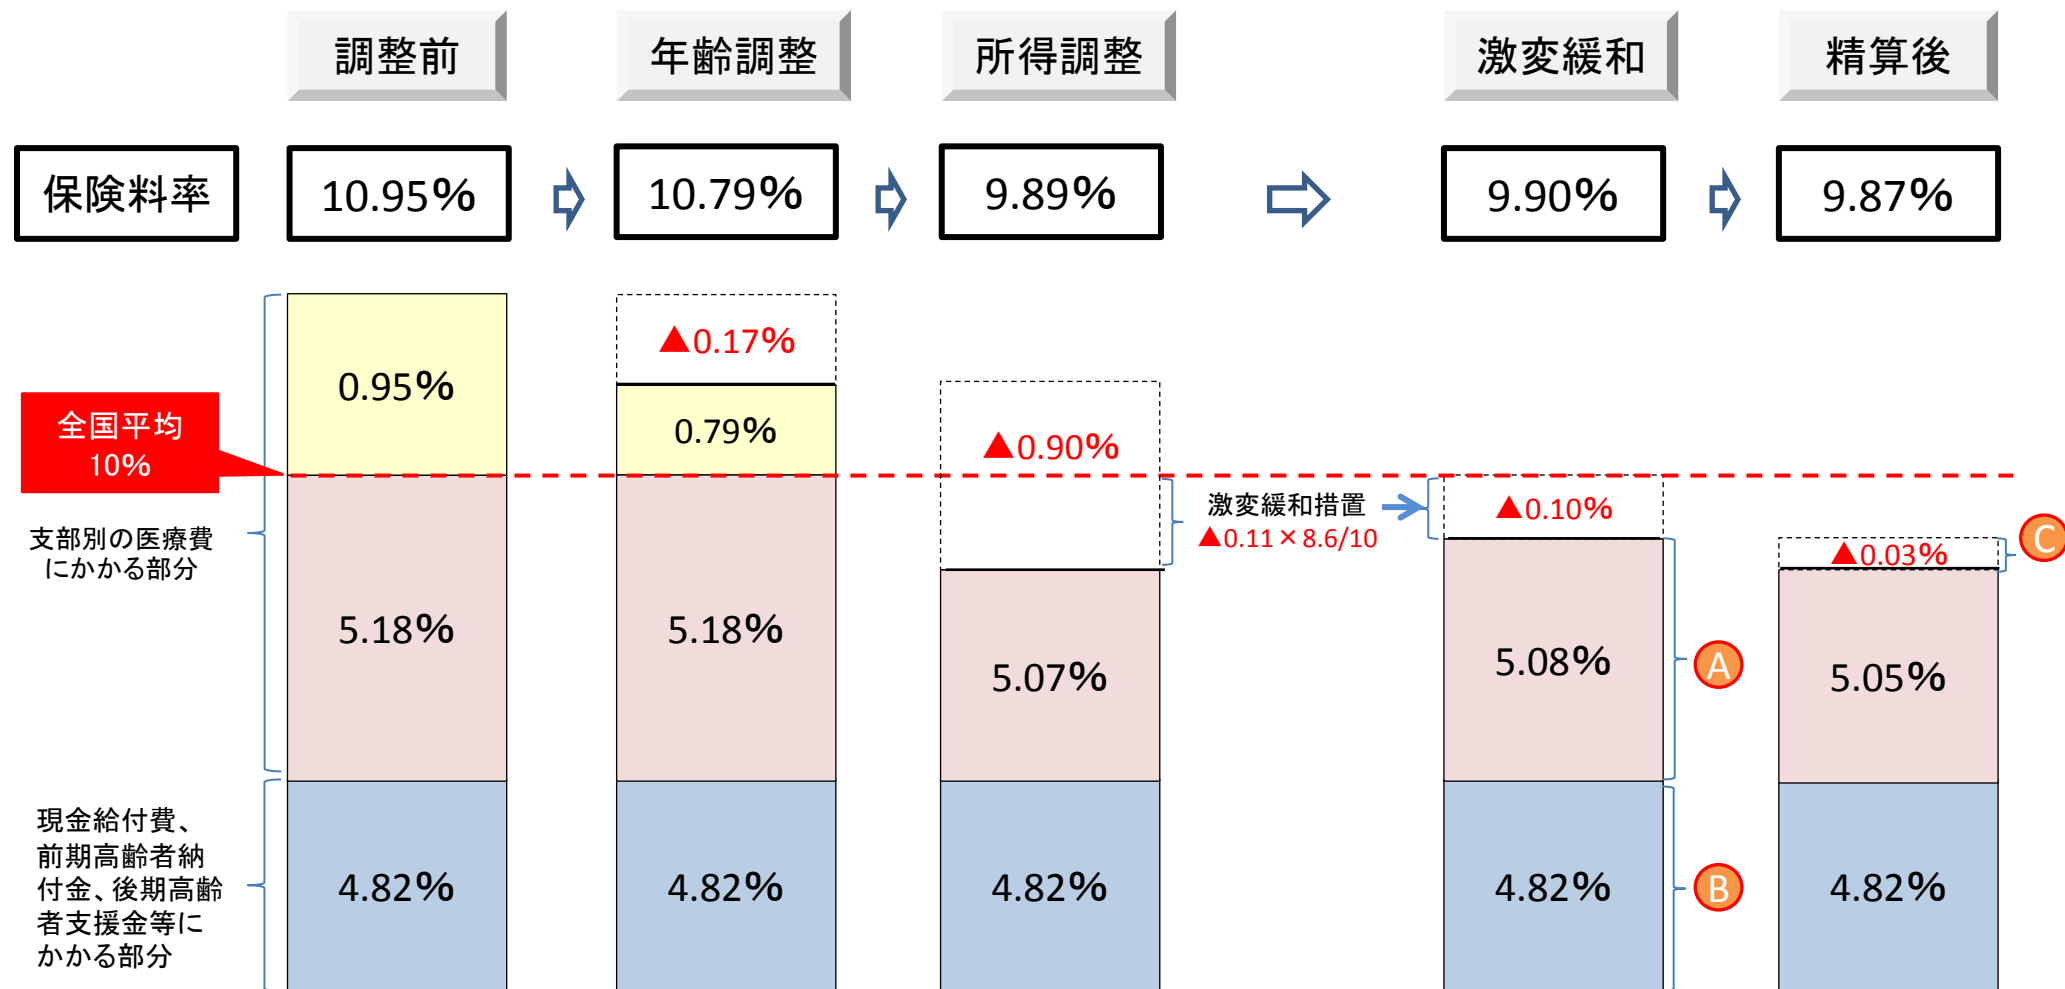 調整前
年齢調整
所得調整
激変緩和
精算後
保険料率
10.95%
10.79%
9.89%
9.90%
9.87%
0.95%
▲0.17%
0.79%
▲0.90%
全国平均
10%
支部別の医療費
にかかる部分
激変緩和措置
▲0.11×8.6/10
▲0.10%
▲0.03%
C
5.18%
5.18%
5.07%
5.08%
A
5.05%
現金給付費、
前期高齢者納
付金、後期高齢
者支援金等に
かかる部分
4.82%
4.82%
4.82%
4.82%
B
4.82%